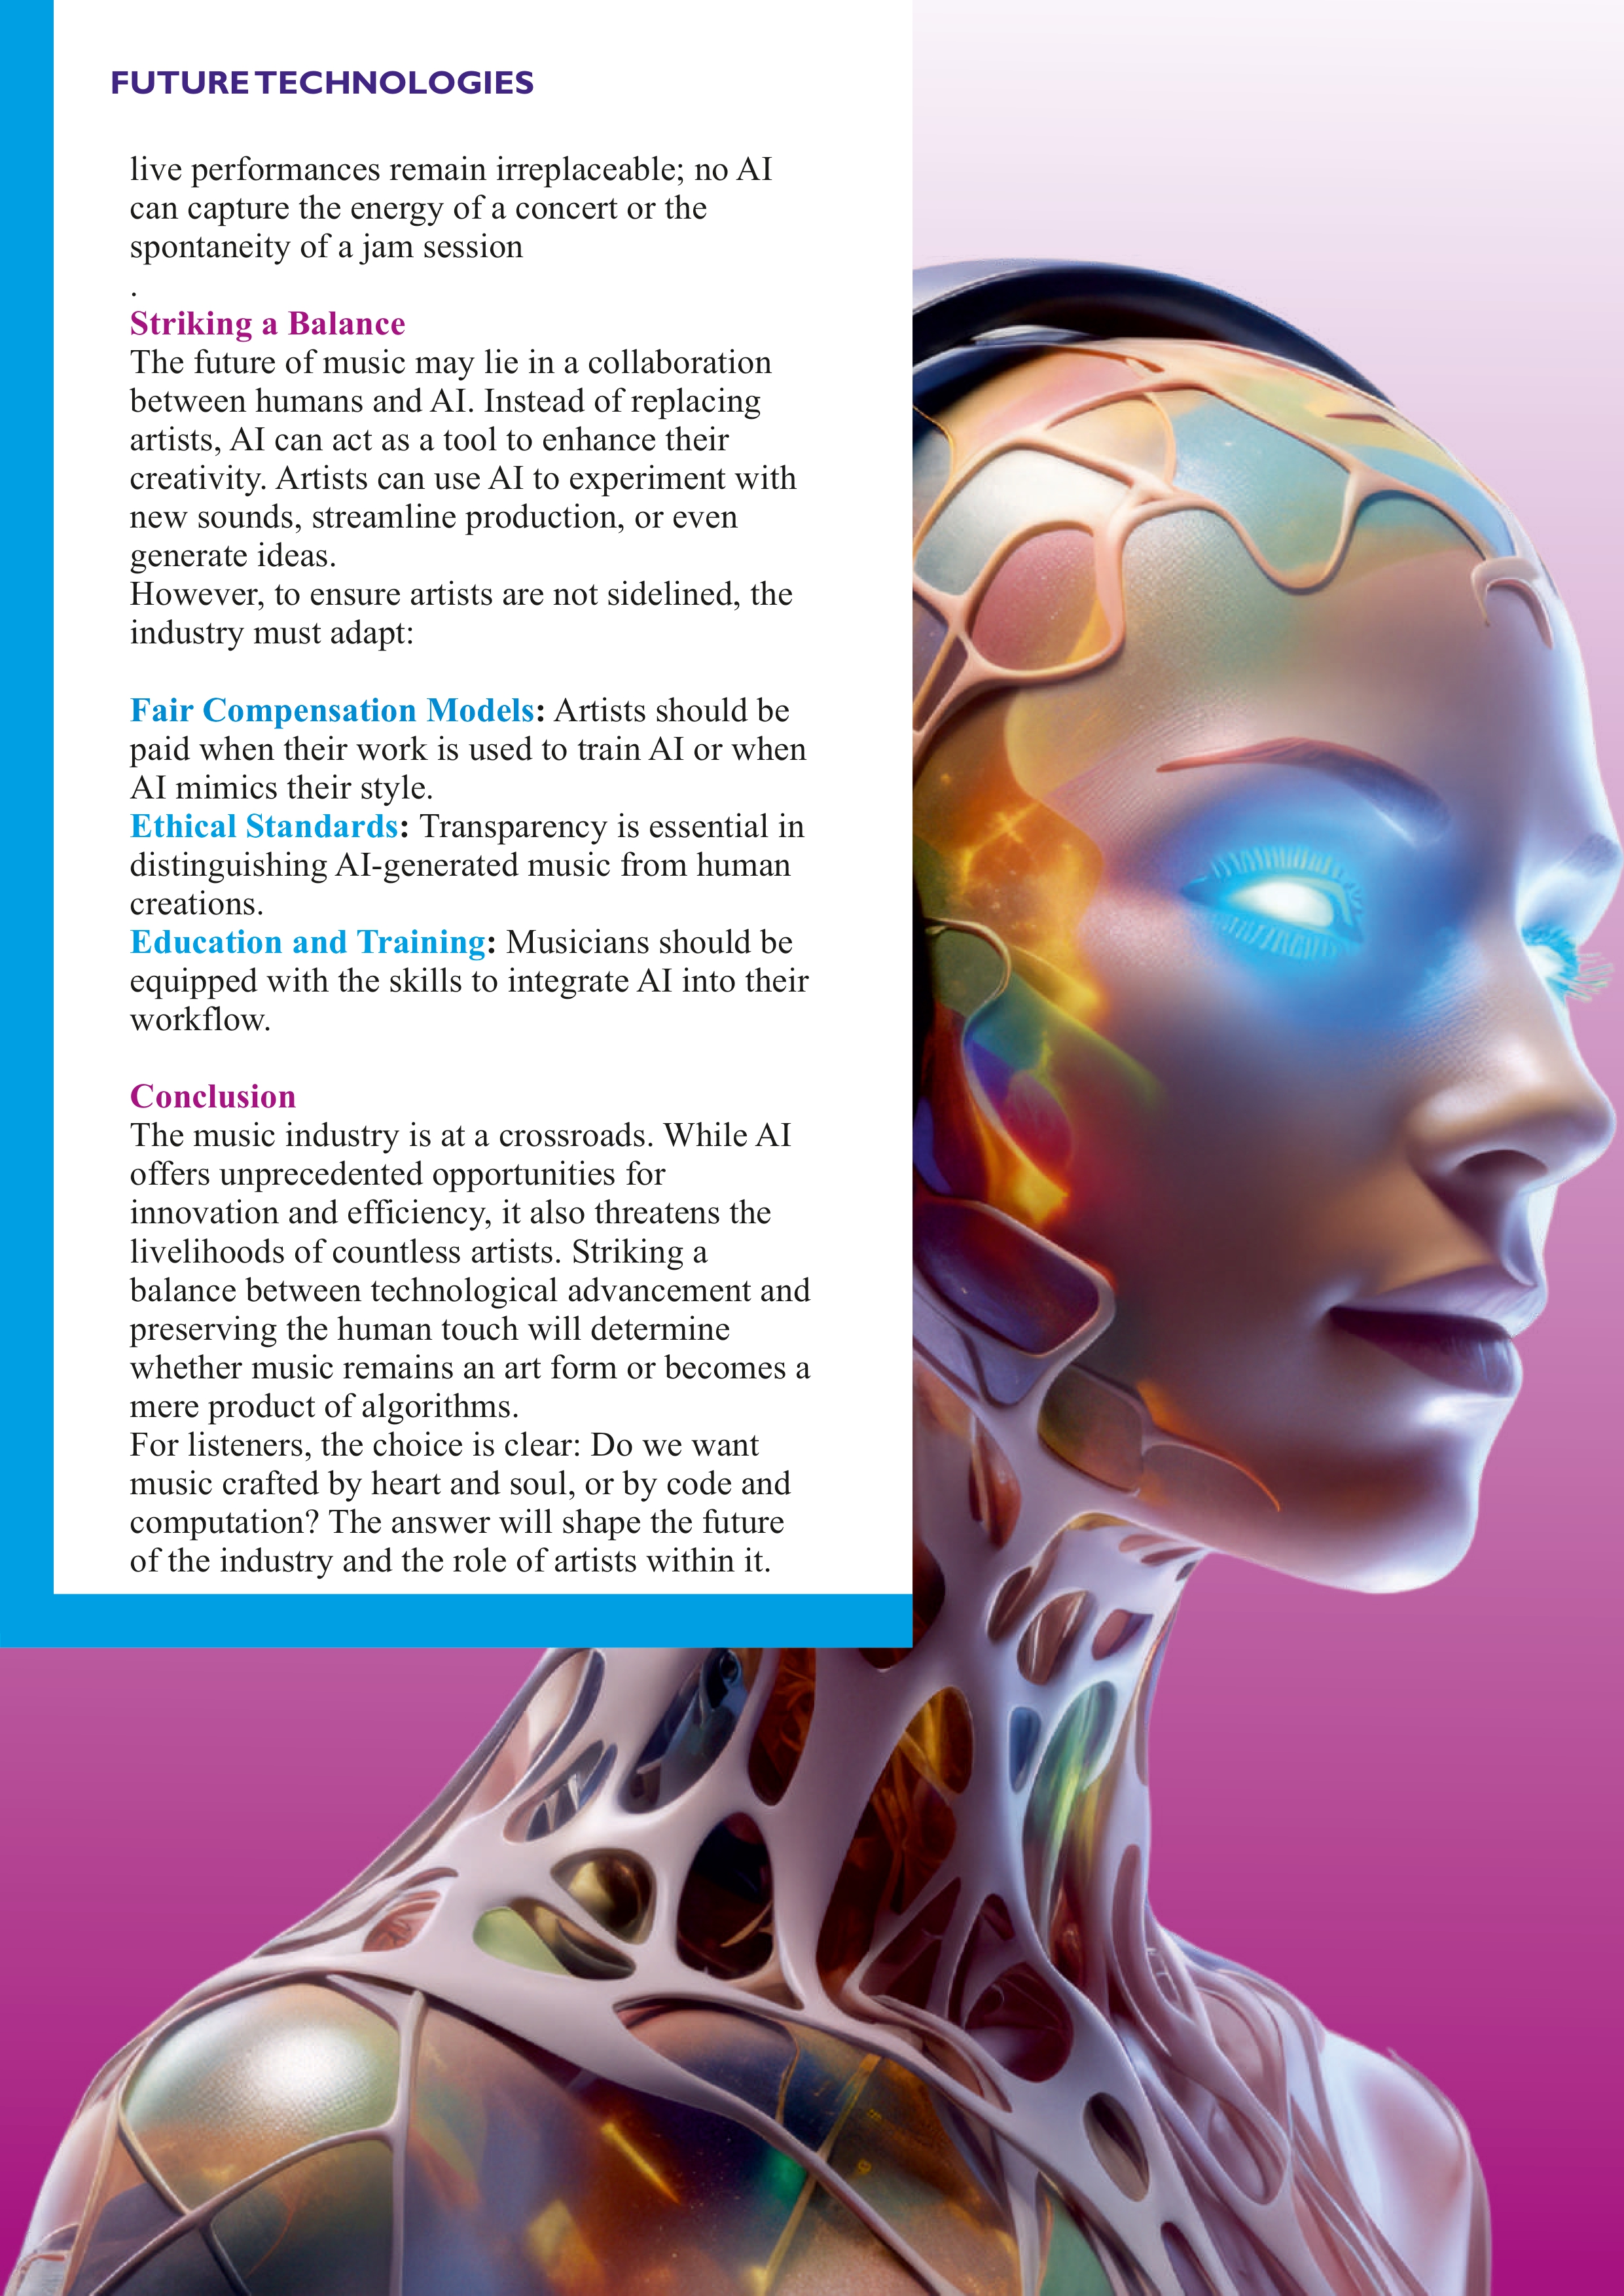 FUTURE TECHNOLOGIES
live performances remain irreplaceable; no AI
can capture the energy of a concert or the
spontaneity of a jam session
.
Striking a Balance
The future of music may lie in a collaboration
between humans and AI. Instead of replacing
artists, AI can act as a tool to enhance their
creativity. Artists can use AI to experiment with
new sounds, streamline production, or even
generate ideas.
However, to ensure artists are not sidelined, the
industry must adapt:
Fair Compensation Models: Artists should be
paid when their work is used to train AI or when
AI mimics their style.
Ethical Standards: Transparency is essential in
distinguishing AI-generated music from human
creations.
Education and Training: Musicians should be
equipped with the skills to integrate AI into their
workflow.
Conclusion
The music industry is at a crossroads. While AI
offers unprecedented opportunities for
innovation and efficiency, it also threatens the
livelihoods of countless artists. Striking a
balance between technological advancement and
preserving the human touch will determine
whether music remains an art form or becomes a
mere product of algorithms.
For listeners, the choice is clear: Do we want
music crafted by heart and soul, or by code and
computation? The answer will shape the future
of the industry and the role of artists within it.